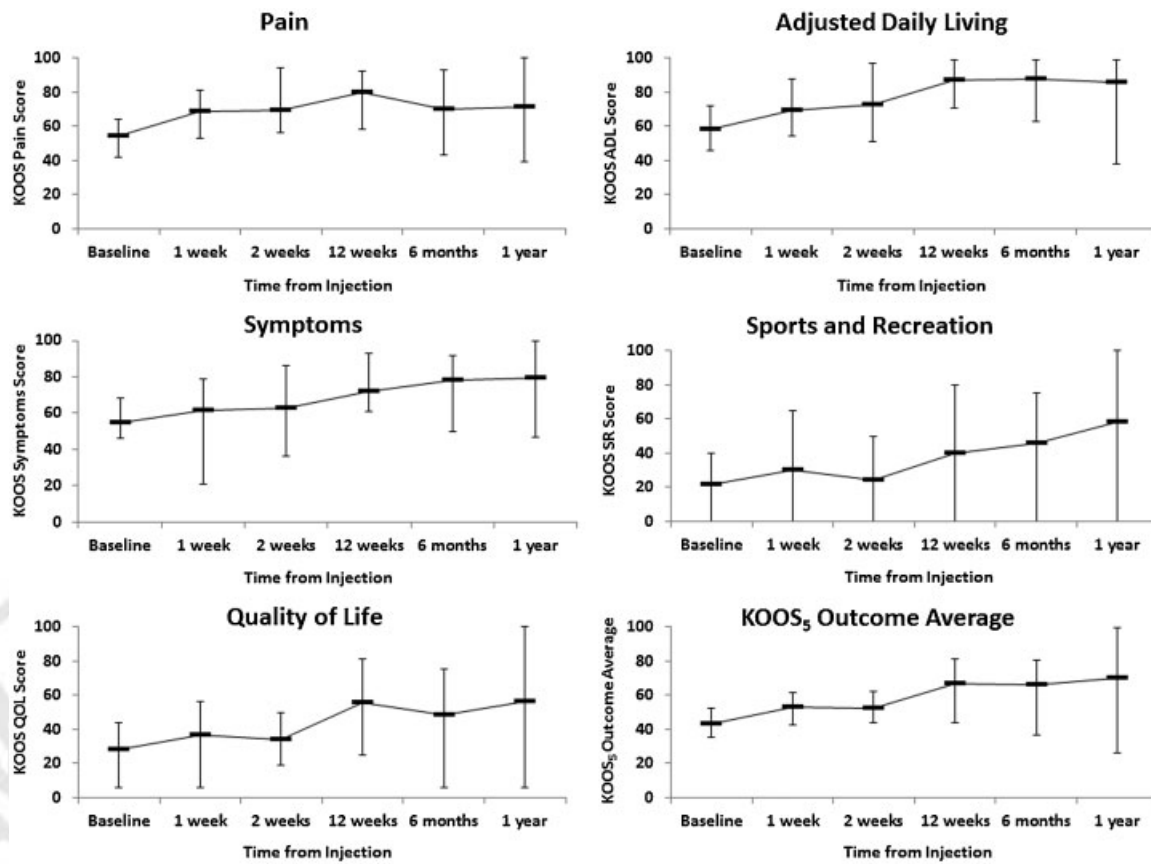 Pain
KOOS Pain Score
100
80
60
40
20
0
Baseline 1 week 2 weeks 12 weeks 6 months 1 year
Time from Injection
Adjusted Daily Living
KOOS ADL Score
100
80
60
40
20
0
Baseline 1 week 2 weeks 12 weeks 6 months 1 year
Time from Injection
Symptoms
KOOS Symptoms Score
100
80
60
40
20
0
Baseline 1 week 2 weeks 12 weeks 6 months 1 year
Time from Injection
Sports and Recreation
KOOS SR Score
100
80
60
40
20
0
Baseline 1 week 2 weeks 12 weeks 6 months 1 year
Time from Injection
Quality of Life
KOOS QOL Score
100
80
60
40
20
0
Baseline 1 week 2 weeks 12 weeks 6 months 1 year
Time from Injection
KOOS₅ Outcome Average
KOOS₅ Outcome Average
100
80
60
40
20
0
Baseline 1 week 2 weeks 12 weeks 6 months 1 year
Time from Injection